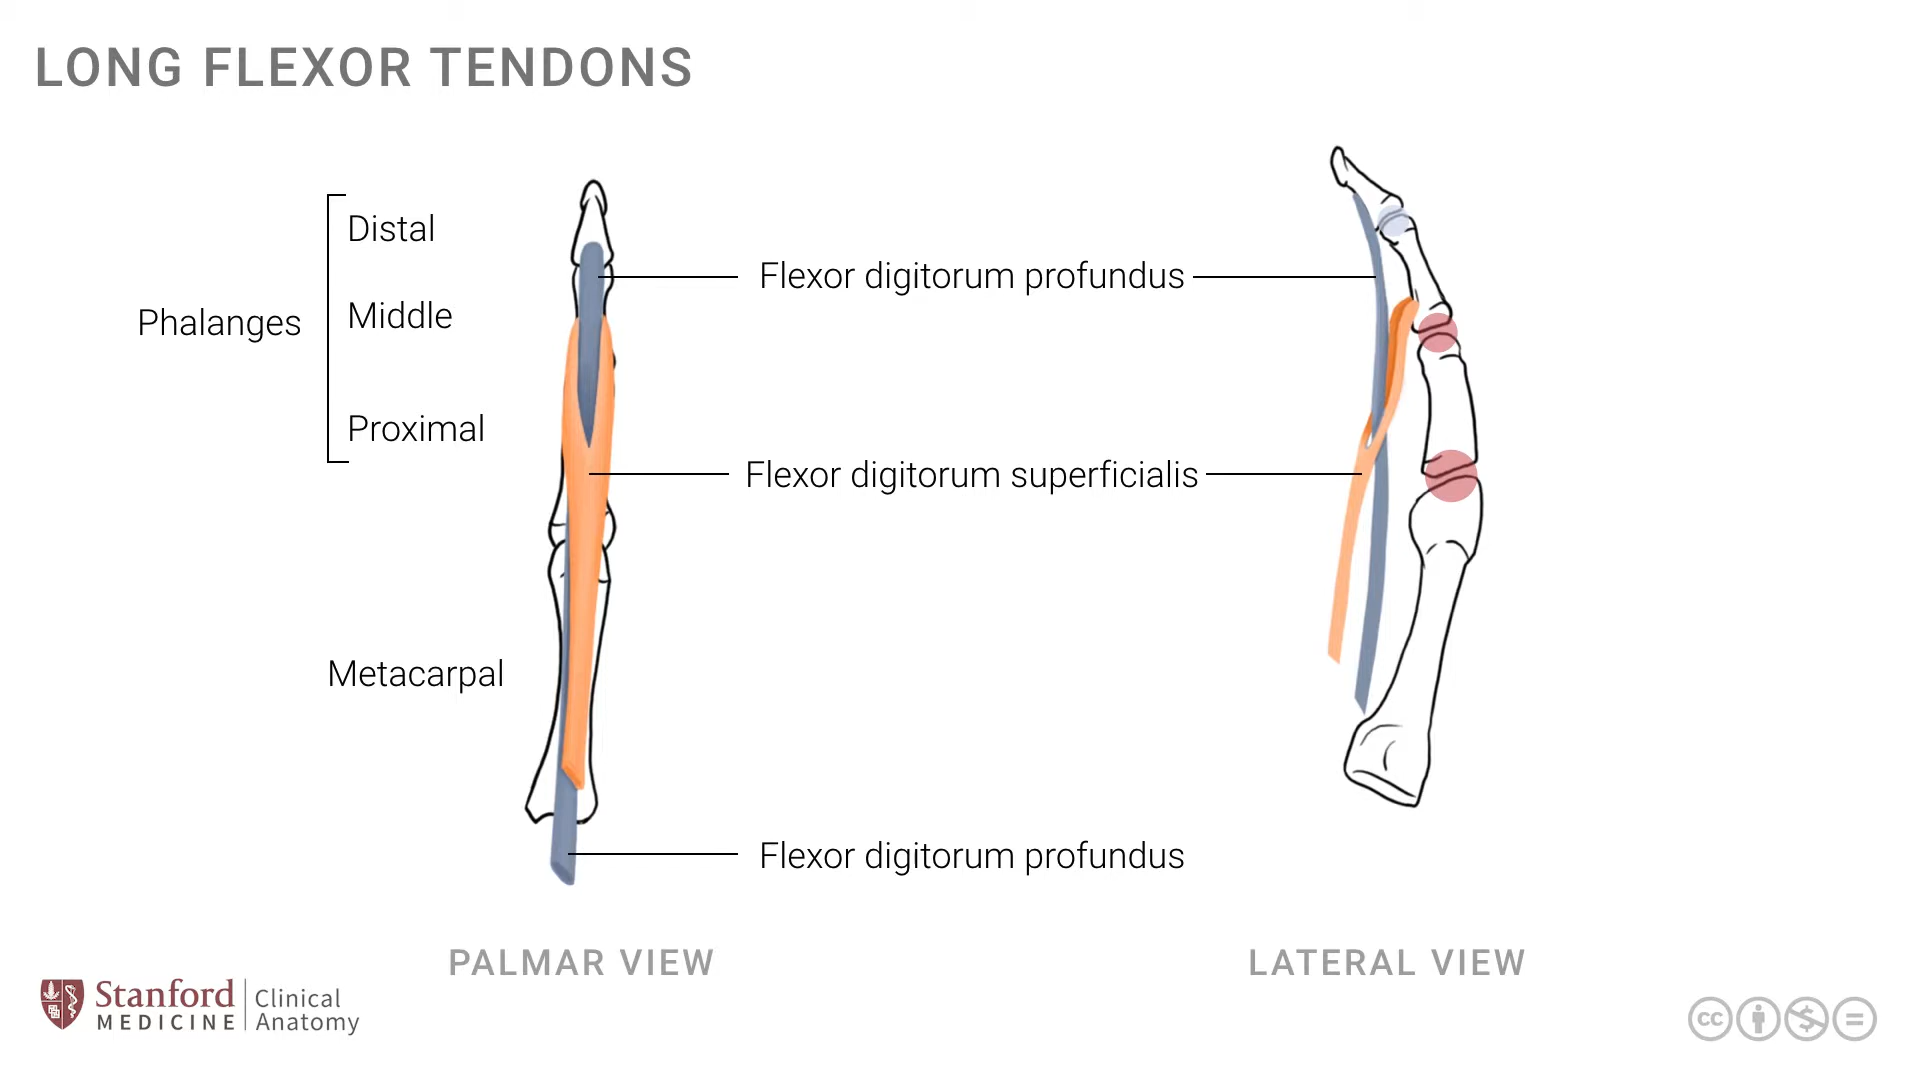 LONG FLEXOR TENDONS
Phalanges
Distal
Middle
Proximal
Metacarpal
Flexor digitorum profundus
Flexor digitorum superficialis
Flexor digitorum profundus
PALMAR VIEW
LATERAL VIEW
Stanford
MEDICINE
Clinical
Anatomy
cc